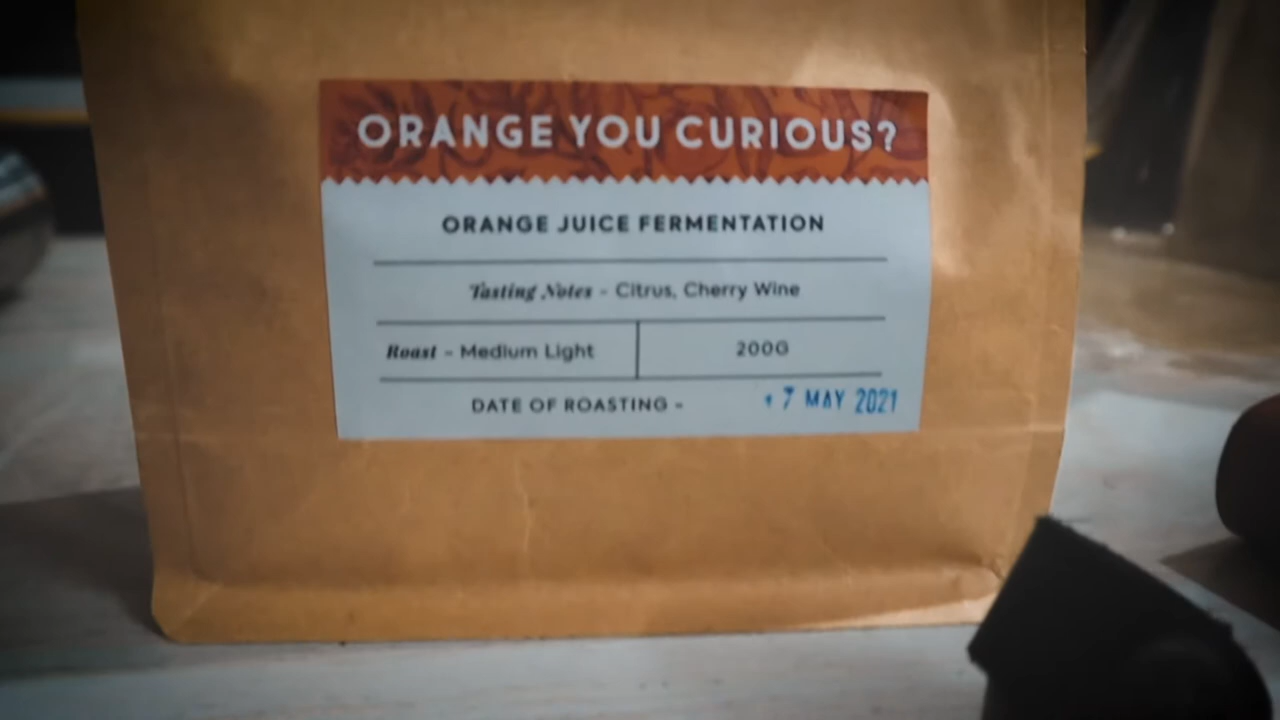 ORANGE YOU CURIOUS?
ORANGE JUICE FERMENTATION
Tasting Notes - Citrus, Cherry Wine
Roast - Medium Light
200G
DATE OF ROASTING - 7 MAY 2021